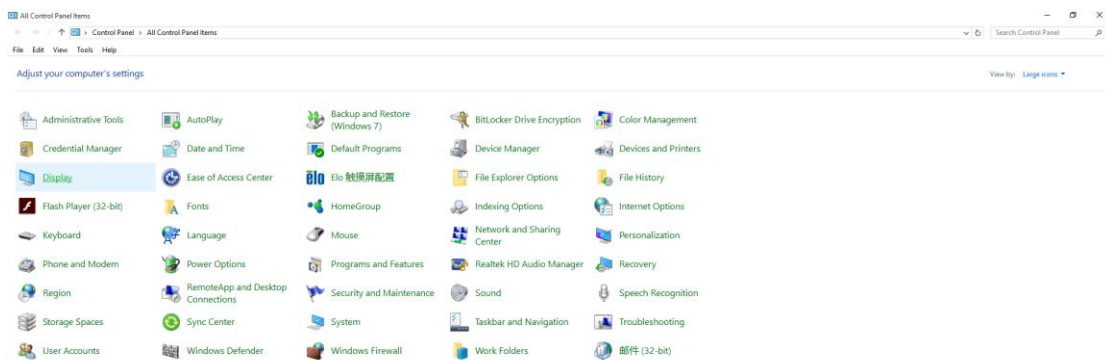 All Control Panel Items
Control Panel > All Control Panel Items
Search Control Panel
File Edit View Tools Help
Adjust your computer's settings
View by: Large icons
Administrative Tools
AutoPlay
Backup and Restore
(Windows 7)
BitLocker Drive Encryption
Color Management
Credential Manager
Date and Time
Default Programs
Device Manager
Devices and Printers
Display
Ease of Access Center
elo
Elo 触摸屏配置
File Explorer Options
File History
Flash Player (32-bit)
Fonts
HomeGroup
Indexing Options
Internet Options
Keyboard
Language
Mouse
Network and Sharing
Center
Personalization
Phone and Modem
Power Options
Programs and Features
Realtek HD Audio Manager
Recovery
Region
RemoteApp and Desktop
Connections
Security and Maintenance
Sound
Speech Recognition
Storage Spaces
Sync Center
System
Taskbar and Navigation
Troubleshooting
User Accounts
Windows Defender
Windows Firewall
Work Folders
邮件 (32-bit)